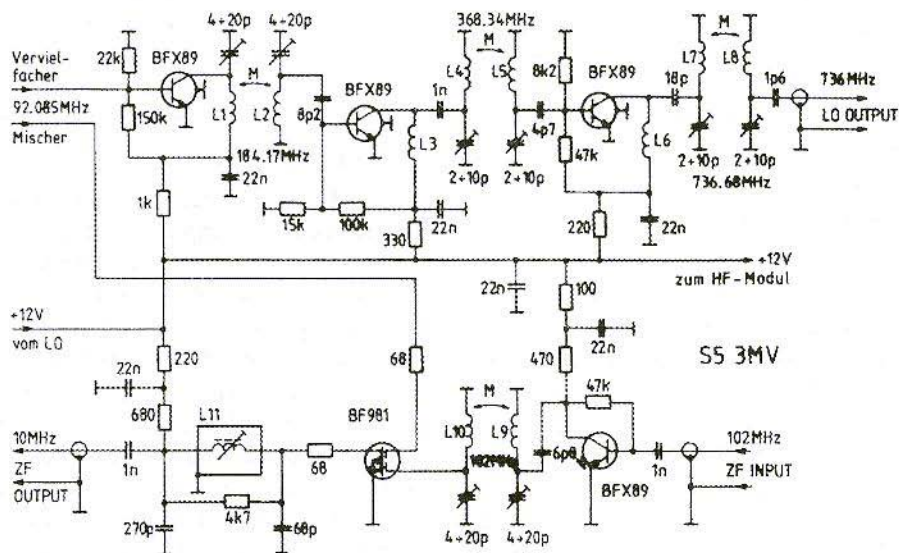 4÷20p
4÷20p
368.34MHz
M
Verviel-
facher
22k
BFX89
M
BFX89
L4
L5
8k2
BFX89
L7
M
L8
1n
18p
1p6
736MHz
92.085MHz
L1
L2
8p2
4p7
LO OUTPUT
Mischer
150k
L3
L6
184.17MHz
47k
2÷10p
2÷10p
2÷10p
2÷10p
736.68MHz
22n
1k
15k
100k
22n
220
22n
330
+12V
zum HF-Modul
22n
100
+12V
vom LO
22n
S5 3MV
220
68
470
22n
M
47k
680
L11
BF981
L10
L9
10MHz
102MHz
102MHz
ZF
OUTPUT
1n
68
6p8
1n
ZF INPUT
BFX89
4k7
270p
68p
4÷20p
4÷20p